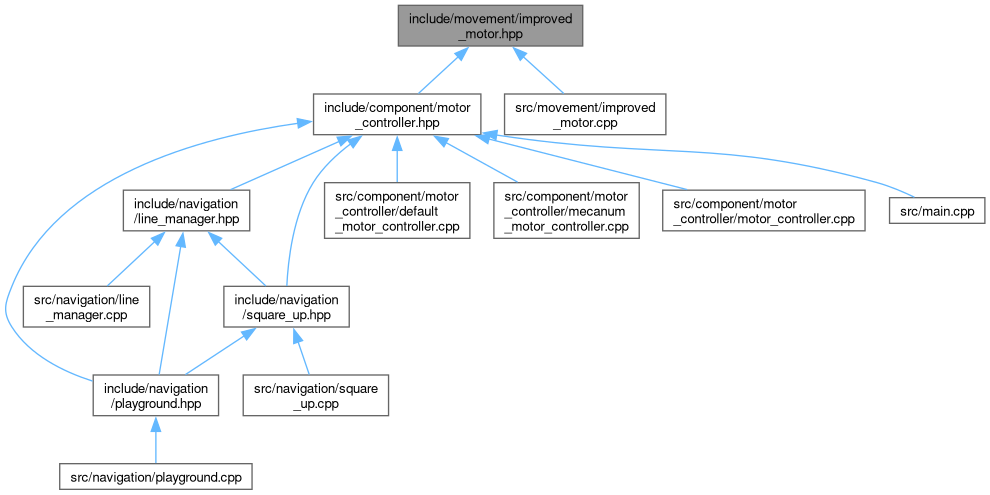 include/movement/improved
_motor.hpp
include/component/motor
_controller.hpp
src/movement/improved
_motor.cpp
include/navigation
/line_manager.hpp
src/component/motor
_controller/default
_motor_controller.cpp
src/component/motor
_controller/mecanum
_motor_controller.cpp
src/component/motor
_controller/motor_controller.cpp
src/main.cpp
src/navigation/line
_manager.cpp
include/navigation
/square_up.hpp
include/navigation
/playground.hpp
src/navigation/square
_up.cpp
src/navigation/playground.cpp